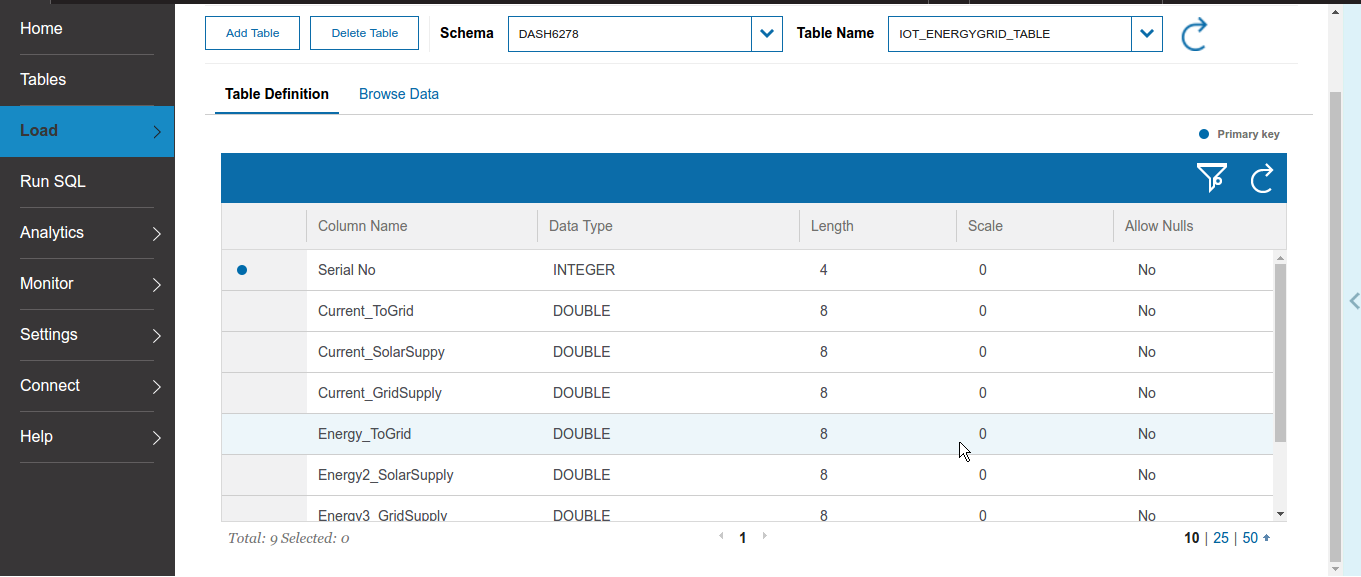 Home
Tables
Load
Run SQL
Analytics
Monitor
Settings
Connect
Help
Add Table Delete Table Schema DASH6278 Table Name IOT_ENERGYGRID_TABLE
Table Definition Browse Data
Primary key
Column Name Data Type Length Scale Allow Nulls
Serial No INTEGER 4 0 No
Current_ToGrid DOUBLE 8 0 No
Current_SolarSuppy DOUBLE 8 0 No
Current_GridSupply DOUBLE 8 0 No
Energy_ToGrid DOUBLE 8 0 No
Energy2_SolarSupply DOUBLE 8 0 No
Energy3_GridSupply DOUBLE 8 0 No
Total: 9 Selected: 0 1 10 | 25 | 50